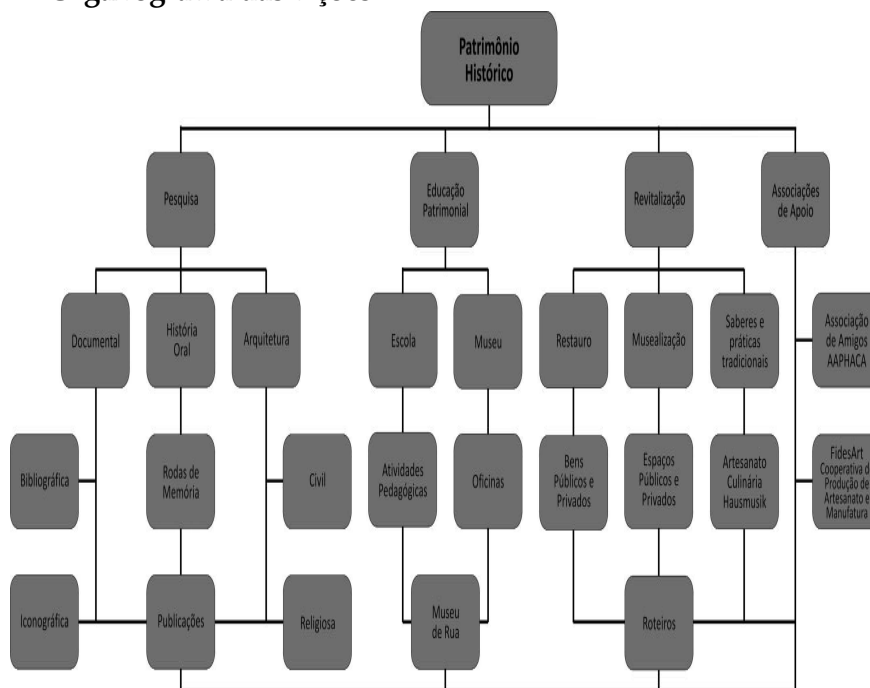 Patrimônio
Histórico
Pesquisa
Educação
Patrimonial
Revitalização
Associações
de Apoio
Documental
História
Oral
Arquitetura
Escola
Museu
Restauro
Musealização
Saberes e
práticas
tradicionais
Associação
de Amigos
AAPHACA
Bibliográfica
Rodas de
Memória
Civil
Atividades
Pedagógicas
Oficinas
Bens
Públicos e
Privados
Espaços
Públicos e
Privados
Artesanato
Culinária
Hausmusik
FidesArt
Cooperativa d
Produção de
Artesanato e
Manufatura
Iconográfica
Publicações
Religiosa
Museu
de Rua
Roteiros